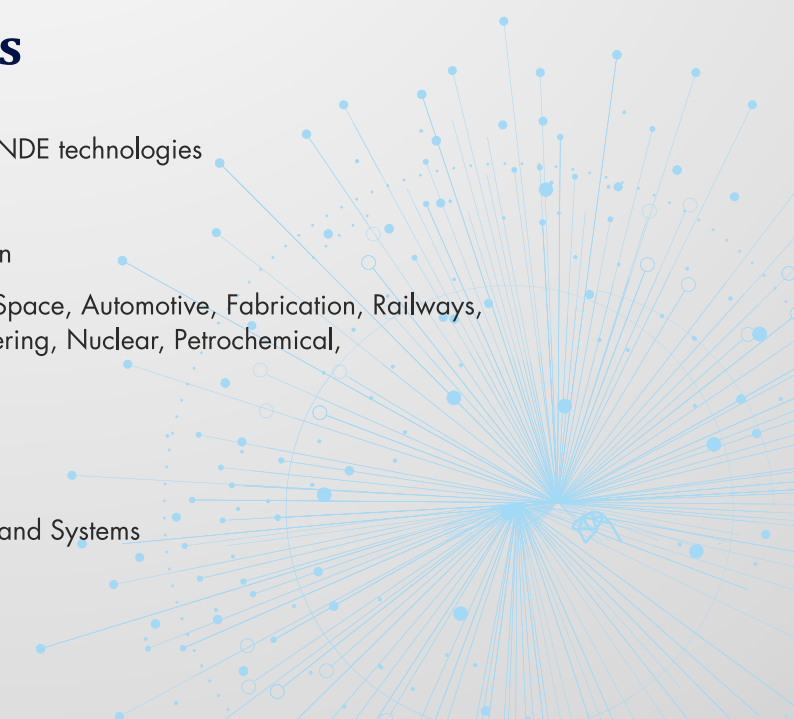 s
NDE technologies
n
Space, Automotive, Fabrication, Railways,
ering, Nuclear, Petrochemical,
and Systems